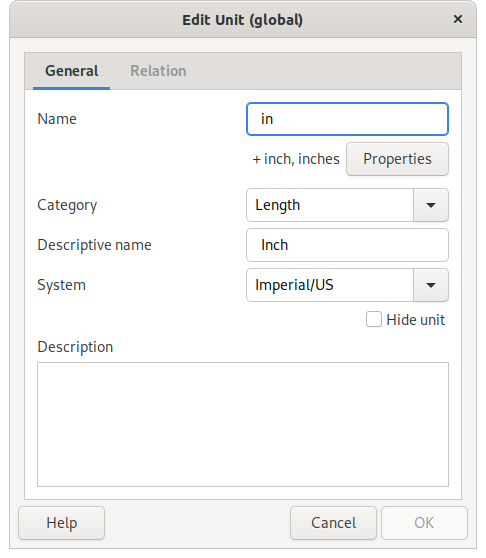 Edit Unit (global)
×
General Relation
Name in
+ inch, inches Properties
Category Length
Descriptive name Inch
System Imperial/US
Hide unit
Description
Help Cancel OK